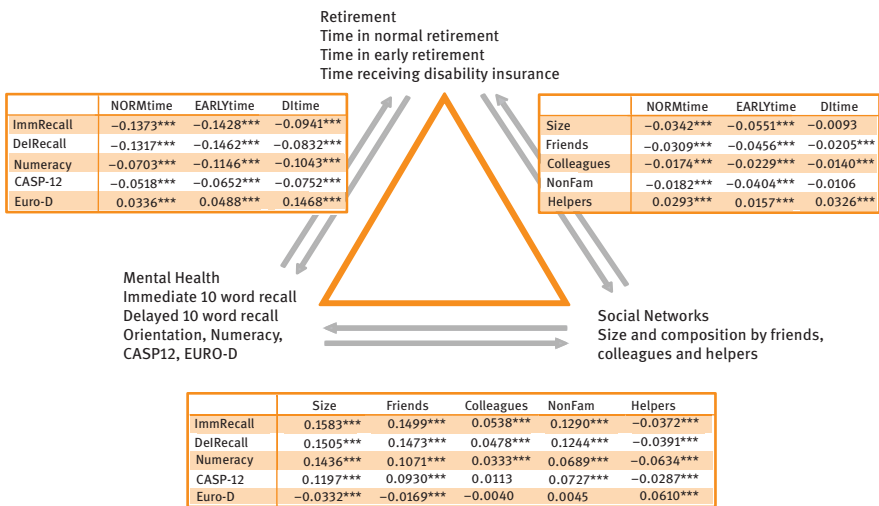 Retirement
Time in normal retirement
Time in early retirement
Time receiving disability insurance
NORMtime EARLYtime DItime
ImmRecall −0.1373*** −0.1428*** −0.0941***
DelRecall −0.1317*** −0.1462*** −0.0832***
Numeracy −0.0703*** −0.1146*** −0.1043***
CASP-12 −0.0518*** −0.0652*** −0.0752***
Euro-D 0.0336*** 0.0488*** 0.1468***
NORMtime EARLYtime DItime
Size −0.0342*** −0.0551*** −0.0093
Friends −0.0309*** −0.0456*** −0.0205***
Colleagues −0.0174*** −0.0229*** −0.0140***
NonFam −0.0182*** −0.0404*** −0.0106
Helpers 0.0293*** 0.0157*** 0.0326***
Mental Health
Immediate 10 word recall
Delayed 10 word recall
Orientation, Numeracy,
CASP12, EURO-D
Social Networks
Size and composition by friends,
colleagues and helpers
Size Friends Colleagues NonFam Helpers
ImmRecall 0.1583*** 0.1499*** 0.0538*** 0.1290*** −0.0372***
DelRecall 0.1505*** 0.1473*** 0.0478*** 0.1244*** −0.0391***
Numeracy 0.1436*** 0.1071*** 0.0333*** 0.0689*** −0.0634***
CASP-12 0.1197*** 0.0930*** 0.0113 0.0727*** −0.0287***
Euro-D −0.0332*** −0.0169*** −0.0040 0.0045 0.0610***